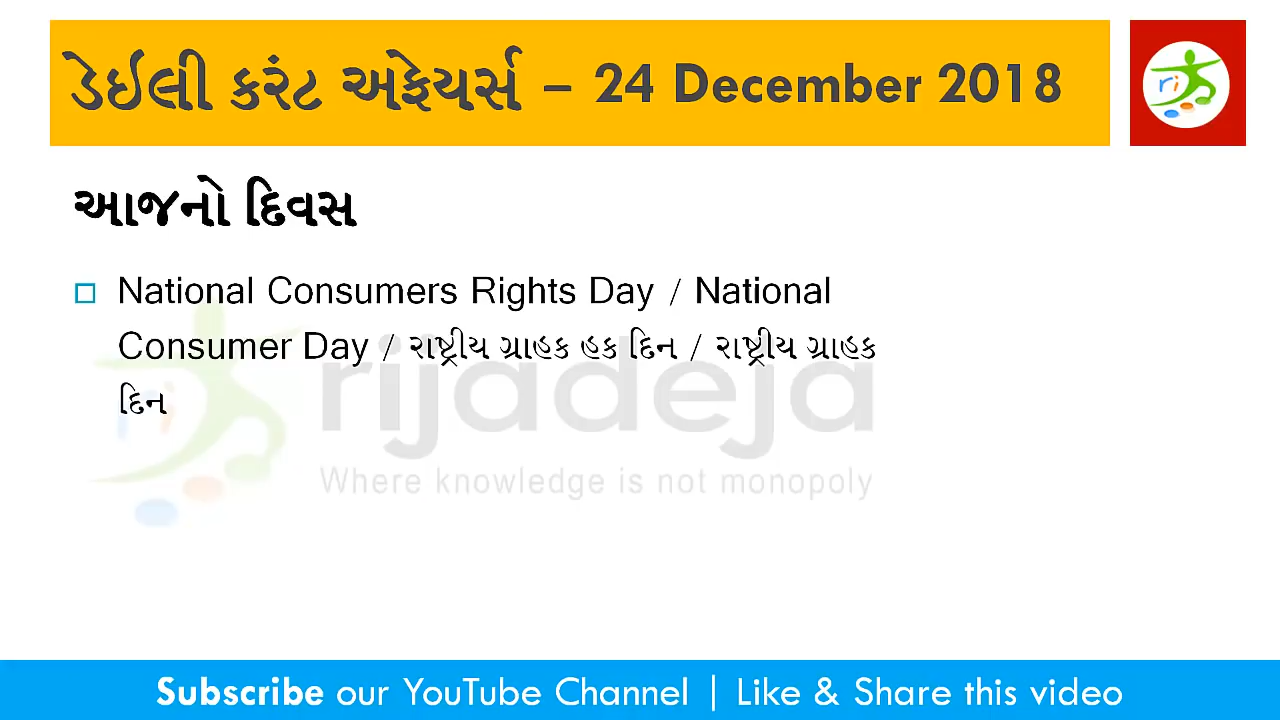 ડેઈલી કરંટ અફેયર્સ – 24 December 2018
ri
આજનો દિવસ
National Consumers Rights Day / National
Consumer Day / રાષ્ટ્રીય ગ્રાહક હક દિન / રાષ્ટ્રીય ગ્રાહક
દિન
rijadeja
Where knowledge is not monopoly
Subscribe our YouTube Channel | Like & Share this video